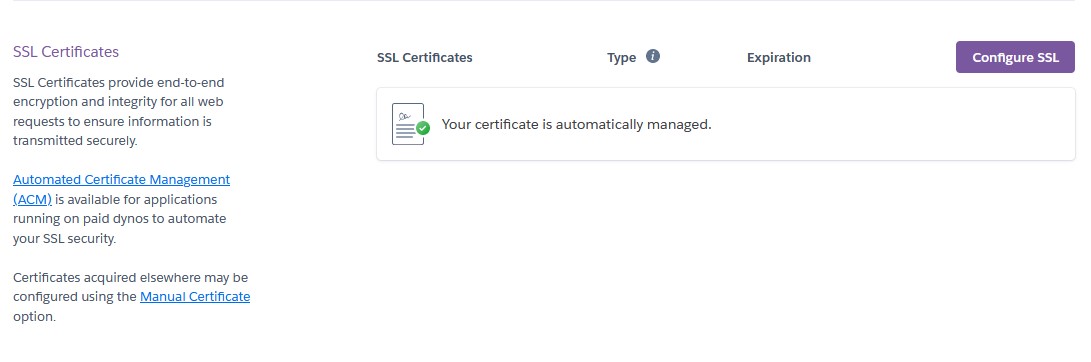 SSL Certificates
SSL Certificates provide end-to-end
encryption and integrity for all web
requests to ensure information is
transmitted securely.
Automated Certificate Management
(ACM) is available for applications
running on paid dynos to automate
your SSL security.
Certificates acquired elsewhere may be
configured using the Manual Certificate
option.
SSL Certificates Type Expiration Configure SSL
Your certificate is automatically managed.